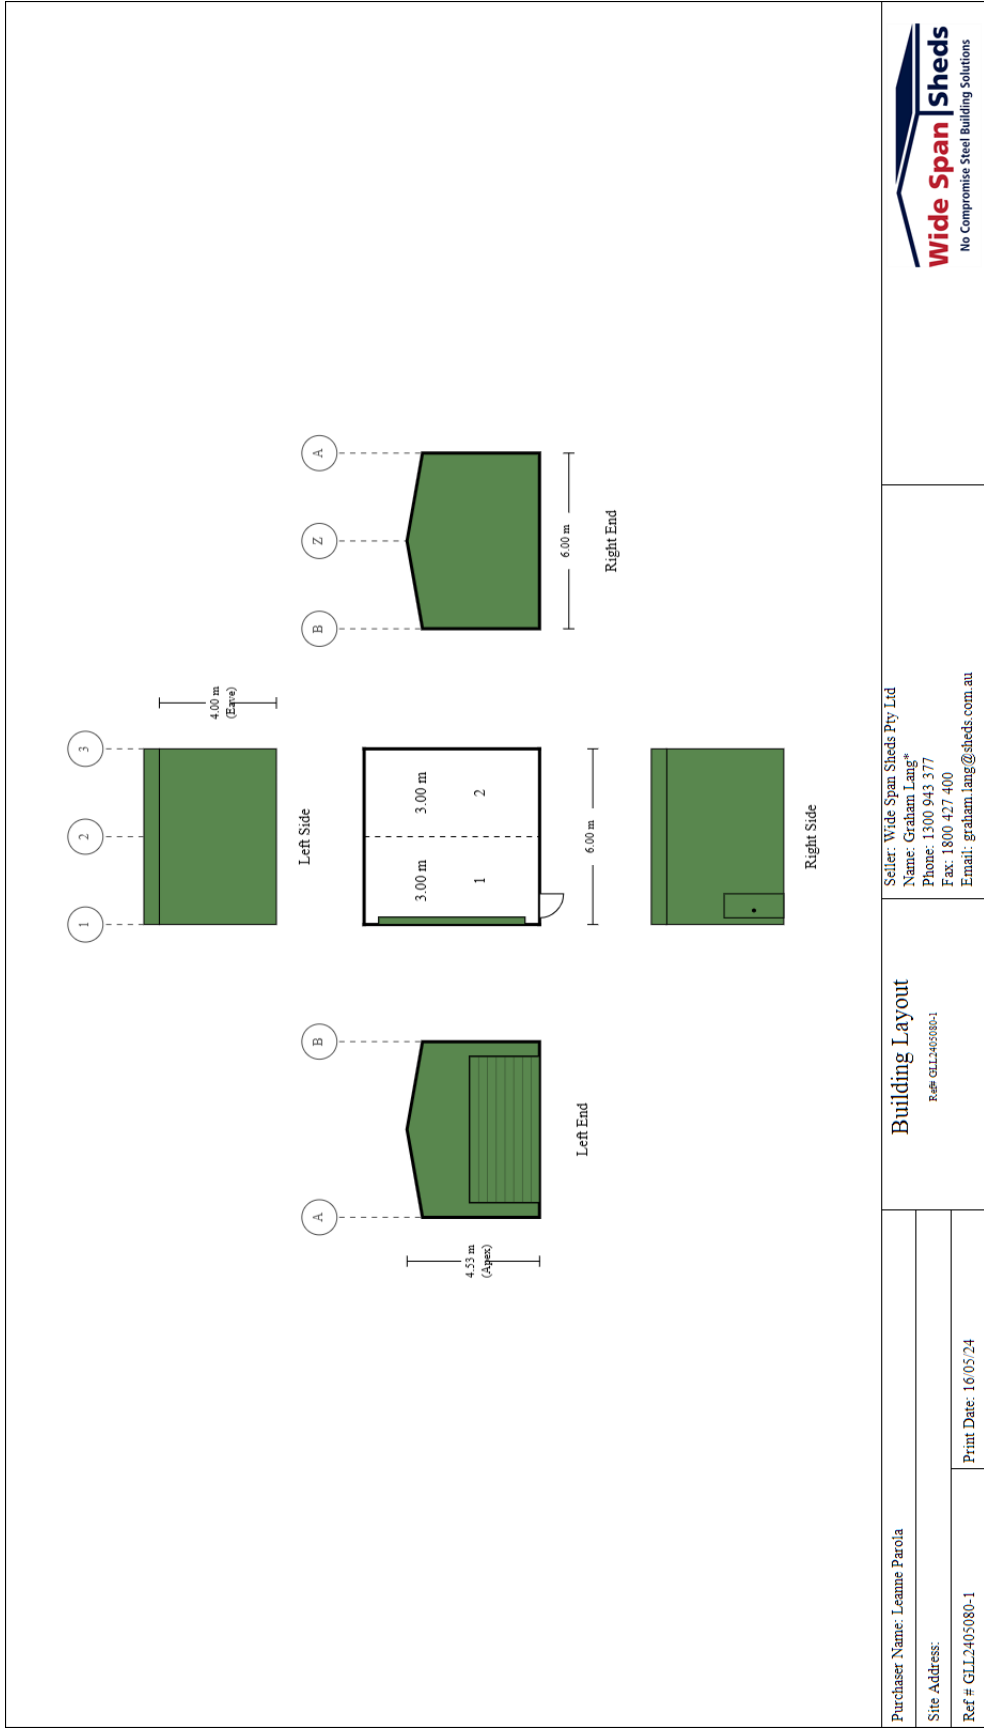 1
2
3
4.00 m
(Eave)
Left Side
A
B
4.53 m
(Apex)
Left End
3.00 m
3.00 m
1
2
6.00 m
B
Z
A
6.00 m
Right End
Right Side
Purchaser Name: Leanne Parola
Site Address:
Ref # GLL2405080-1
Print Date: 16/05/24
Building Layout
Ref# GLL2405080-1
Seller: Wide Span Sheds Pty Ltd
Name: Graham Lang*
Phone: 1300 943 377
Fax: 1800 427 400
Email: graham.lang@sheds.com.au
Wide Span Sheds
No Compromise Steel Building Solutions